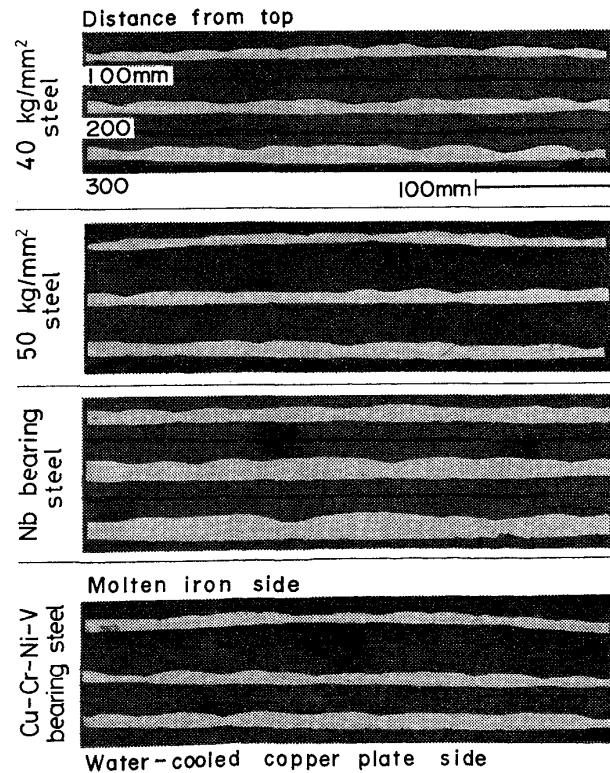 Distance from top
40 kg/mm²
steel
100mm
200
300
100mm
50 kg/mm²
steel
Nb bearing
steel
Molten iron side
Cu-Cr-Ni-V
bearing steel
Water-cooled copper plate side